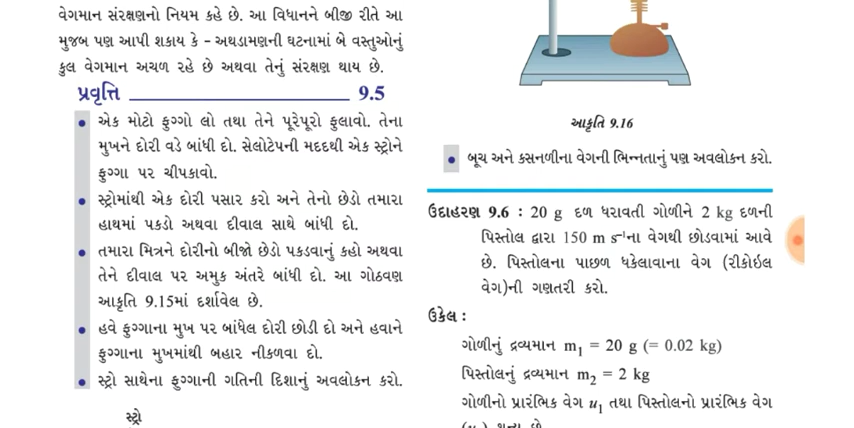 વેગમાન સંરક્ષણનો નિયમ કહે છે. આ વિધાનને બીજી રીતે આ
મુજબ પણ આપી શકાય કે – અથડામણની ઘટનામાં બે વસ્તુઓનું
કુલ વેગમાન અચળ રહે છે અથવા તેનું સંરક્ષણ થાય છે.
પ્રવૃત્તિ ____________ 9.5
• એક મોટો ફુગ્ગો લો તથા તેને પૂરેપૂરો ફુલાવો. તેના
મુખને દોરી વડે બાંધી દો. સેલોટેપની મદદથી એક સ્ટ્રોને
ફુગ્ગા પર ચીપકાવો.
• સ્ટ્રોમાંથી એક દોરી પસાર કરો અને તેનો છેડો તમારા
હાથમાં પકડો અથવા દીવાલ સાથે બાંધી દો.
• તમારા મિત્રને દોરીનો બીજો છેડો પકડવાનું કહો અથવા
તેને દીવાલ પર અમુક અંતરે બાંધી દો. આ ગોઠવણ
આકૃતિ 9.15માં દર્શાવેલ છે.
• હવે ફુગ્ગાના મુખ પર બાંધેલ દોરી છોડી દો અને હવાને
ફુગ્ગાના મુખમાંથી બહાર નીકળવા દો.
• સ્ટ્રો સાથેના ફુગ્ગાની ગતિની દિશાનું અવલોકન કરો.
સ્ટ્રો
આકૃતિ 9.16
• બૂચ અને કસનળીના વેગની ભિન્નતાનું પણ અવલોકન કરો.
ઉદાહરણ 9.6 : 20 g દળ ધરાવતી ગોળીને 2 kg દળની
પિસ્તોલ દ્વારા 150 m s⁻¹ના વેગથી છોડવામાં આવે
છે. પિસ્તોલના પાછળ ધકેલાવાના વેગ (રીકોઇલ
વેગ)ની ગણતરી કરો.
ઉકેલ :
ગોળીનું દ્રવ્યમાન m₁ = 20 g (= 0.02 kg)
પિસ્તોલનું દ્રવ્યમાન m₂ = 2 kg
ગોળીનો પ્રારંભિક વેગ u₁ તથા પિસ્તોલનો પ્રારંભિક વેગ